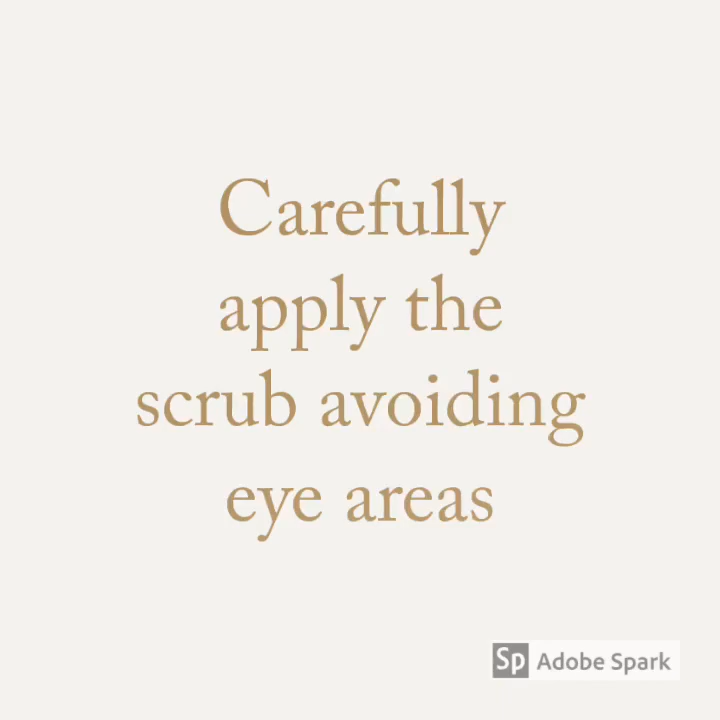 Carefully
apply the
scrub avoiding
eye areas
Sp Adobe Spark